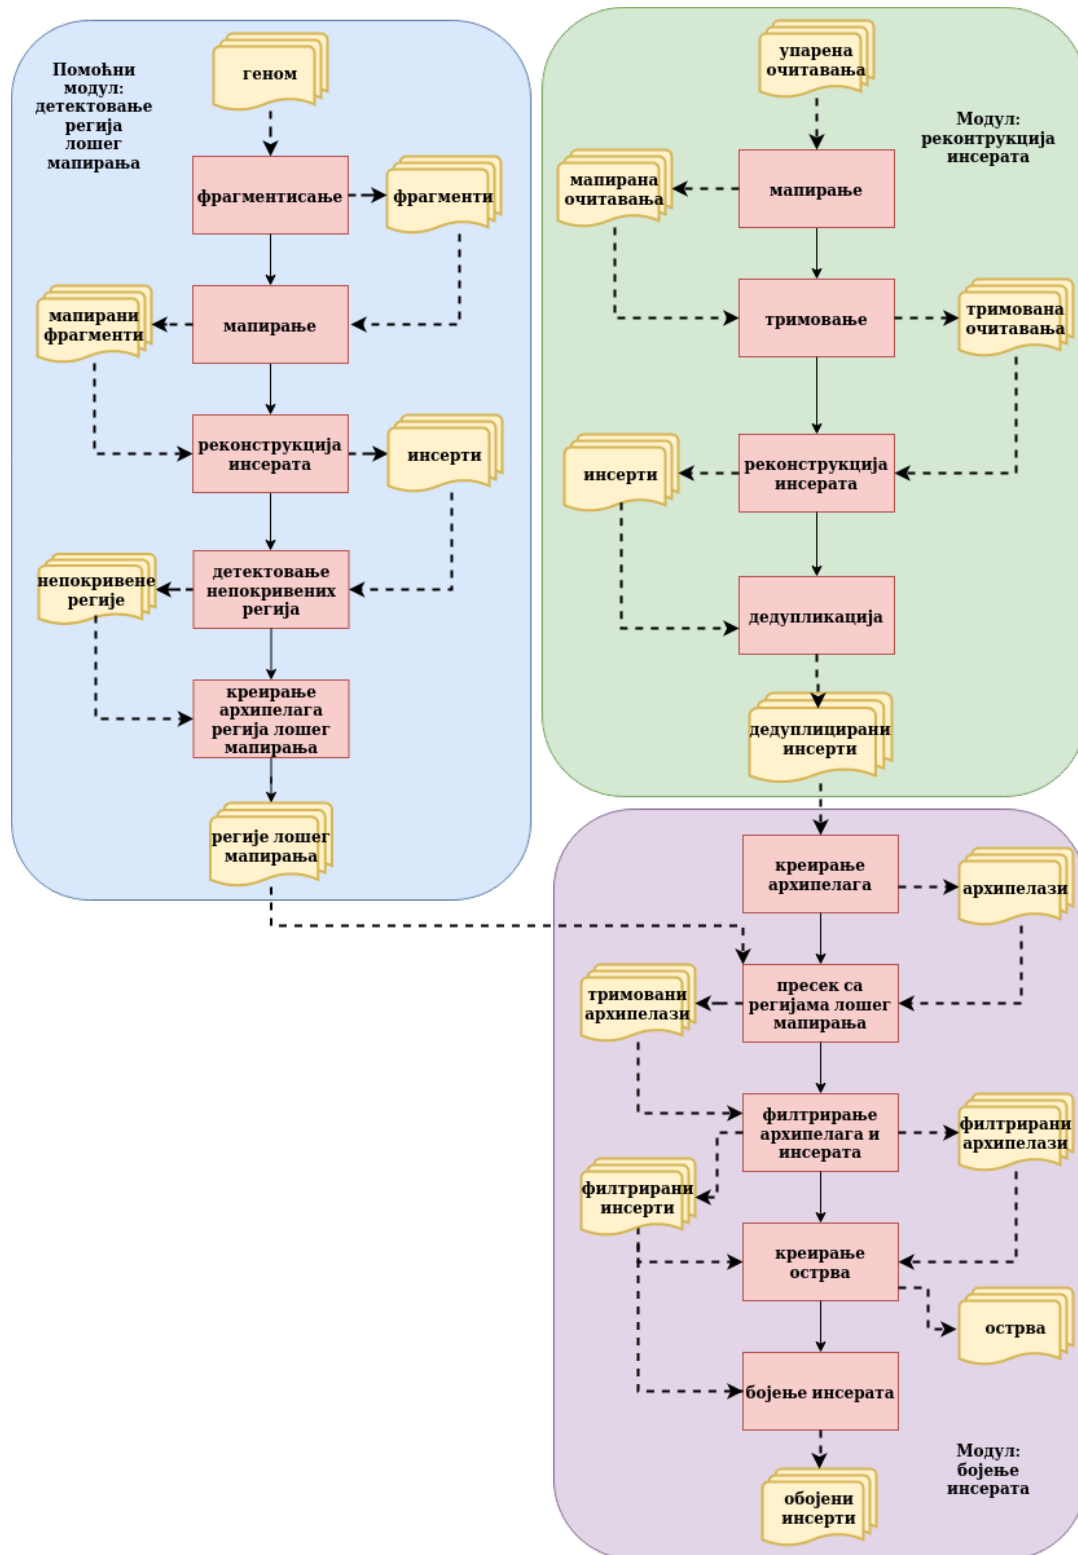 Помоћни
модул:
детектовање
регија
лошег
мапирања
геном
фрагментисање
фрагменти
мапирање
мапирани
фрагменти
реконструкција
инсерата
инсерти
детектовање
непокривених
регија
непокривене
регије
креирање
архипелага
регија лошег
мапирања
регије лошег
мапирања
упарена
очитавања
Модул:
реконтрукција
инсерата
мапирање
мапирана
очитавања
тримовање
тримована
очитавања
реконструкција
инсерата
инсерти
дедупликација
дедуплицирани
инсерти
креирање
архипелага
архипелази
пресек са
регијама лошег
мапирања
тримовани
архипелази
филтрирање
архипелага и
инсерата
филтрирани
архипелази
филтрирани
инсерти
креирање
острва
острва
бојење инсерата
Модул:
бојење
инсерата
обојени
инсерти